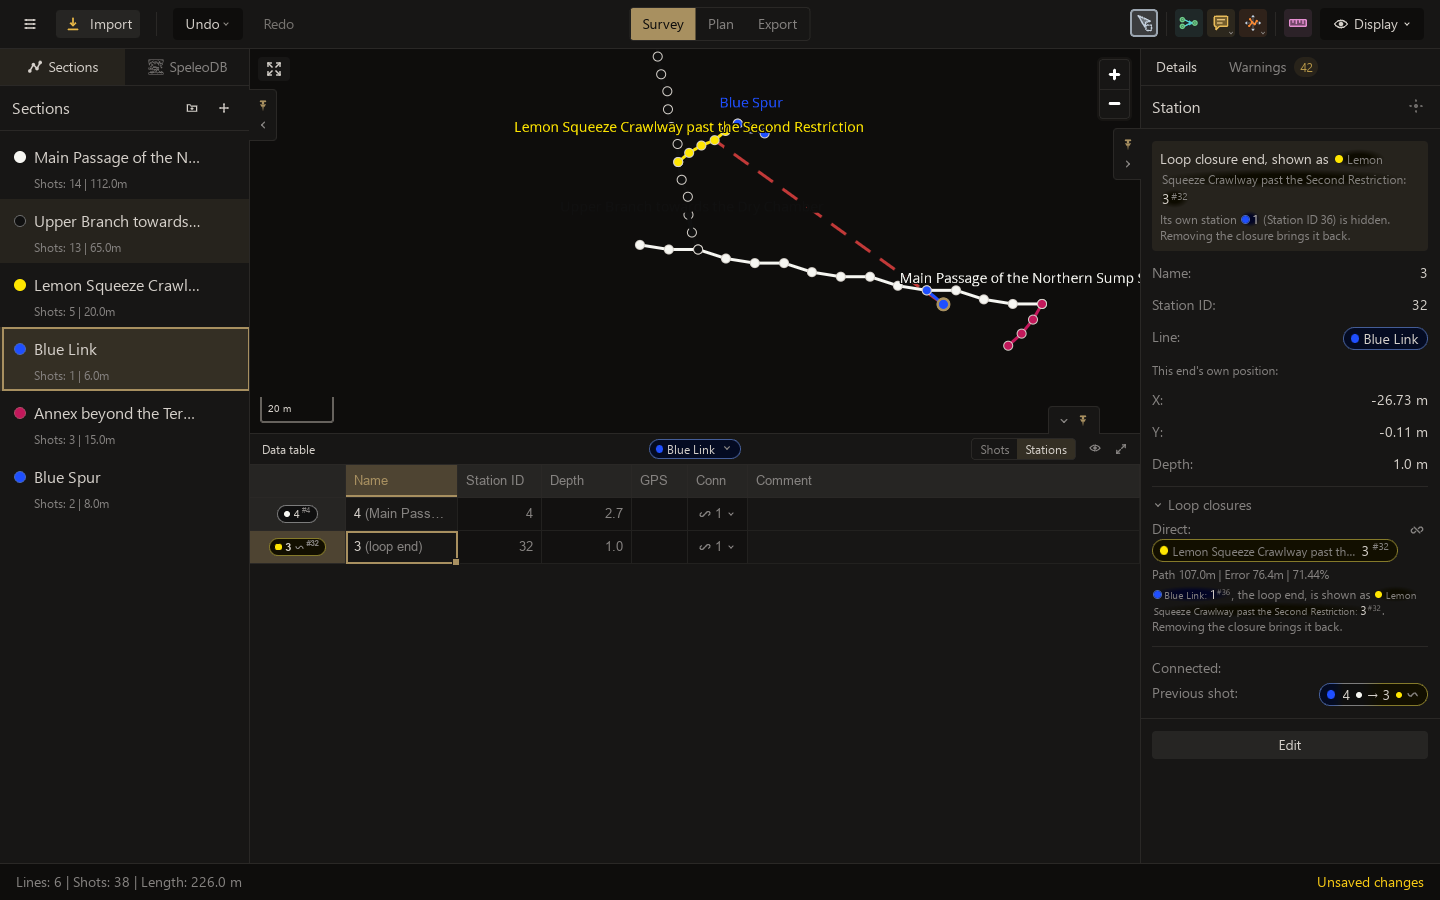 Import
Undo
Redo
Survey
Plan
Export
Display
Sections
SpeleoDB
Sections
Main Passage of the N...
Shots: 14 | 112.0m
Upper Branch towards...
Shots: 13 | 65.0m
Lemon Squeeze Crawl...
Shots: 5 | 20.0m
Blue Link
Shots: 1 | 6.0m
Annex beyond the Ter...
Shots: 3 | 15.0m
Blue Spur
Shots: 2 | 8.0m
Blue Spur
Lemon Squeeze Crawlway past the Second Restriction
Main Passage of the Northern Sump S
20 m
Data table
Blue Link
Shots
Stations
Name
Station ID
Depth
GPS
Conn
Comment
4 #4
4 (Main Pass...
4
2.7
1
3 #32
3 (loop end)
32
1.0
1
Details
Warnings 42
Station
Loop closure end, shown as Lemon
Squeeze Crawlway past the Second Restriction:
3 #32
Its own station 1 (Station ID 36) is hidden.
Removing the closure brings it back.
Name: 3
Station ID: 32
Line: Blue Link
This end's own position:
X: -26.73 m
Y: -0.11 m
Depth: 1.0 m
Loop closures
Direct:
Lemon Squeeze Crawlway past th... 3 #32
Path 107.0m | Error 76.4m | 71.44%
Blue Link: 1 #36, the loop end, is shown as Lemon
Squeeze Crawlway past the Second Restriction: 3 #32.
Removing the closure brings it back.
Connected:
Previous shot: 4 → 3
Edit
Lines: 6 | Shots: 38 | Length: 226.0 m
Unsaved changes